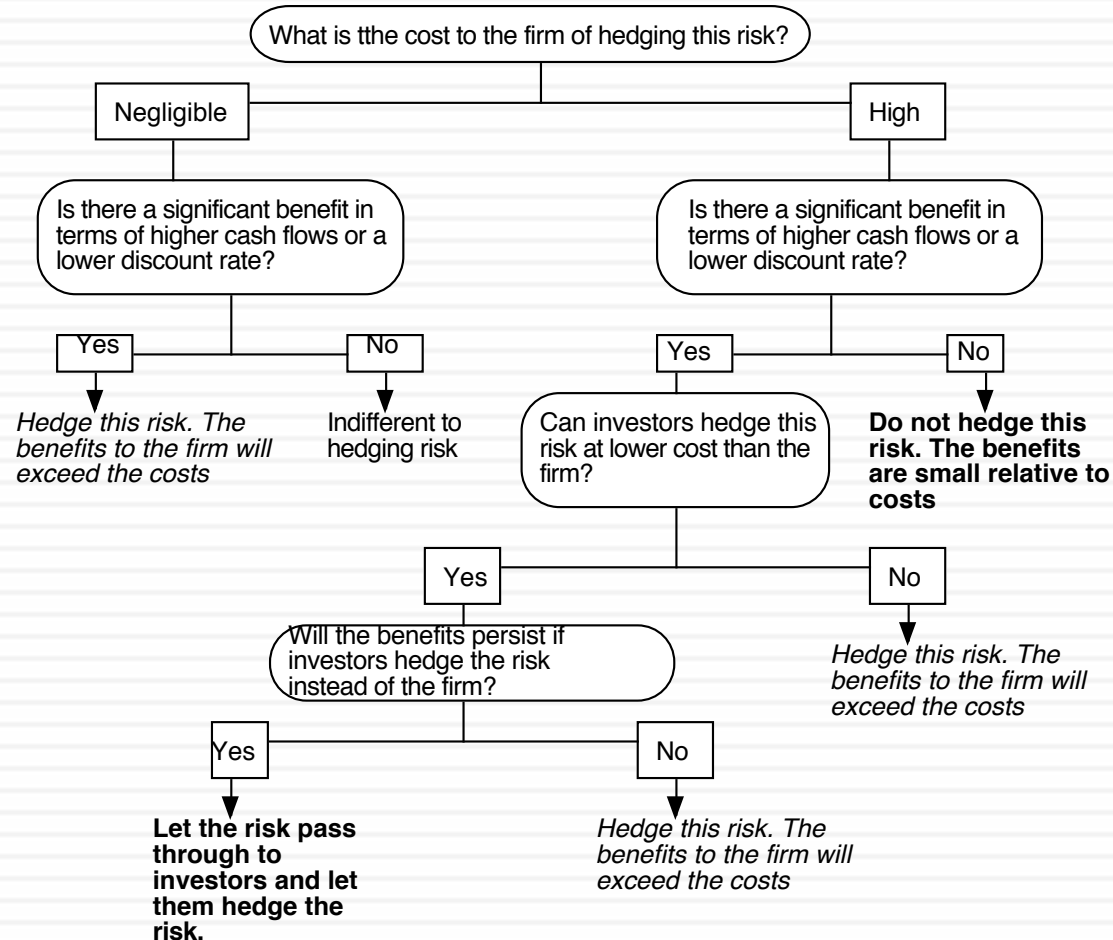 What is tthe cost to the firm of hedging this risk?
Negligible
High
Is there a significant benefit in
terms of higher cash flows or a
lower discount rate?
Is there a significant benefit in
terms of higher cash flows or a
lower discount rate?
Yes
No
Yes
No
Hedge this risk. The
benefits to the firm will
exceed the costs
Indifferent to
hedging risk
Can investors hedge this
risk at lower cost than the
firm?
Do not hedge this
risk. The benefits
are small relative to
costs
Yes
No
Will the benefits persist if
investors hedge the risk
instead of the firm?
Hedge this risk. The
benefits to the firm will
exceed the costs
Yes
No
Let the risk pass
through to
investors and let
them hedge the
risk.
Hedge this risk. The
benefits to the firm will
exceed the costs